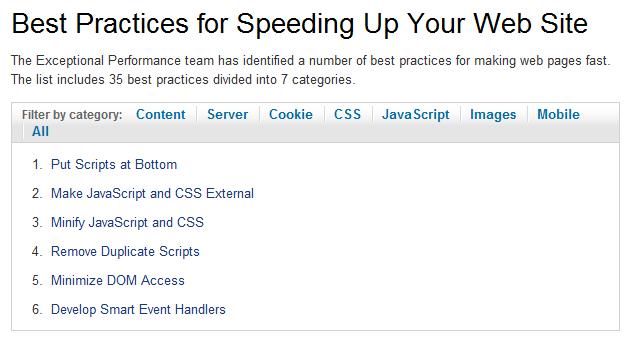 Best Practices for Speeding Up Your Web Site
The Exceptional Performance team has identified a number of best practices for making web pages fast.
The list includes 35 best practices divided into 7 categories.
Filter by category: Content Server Cookie CSS JavaScript Images Mobile
All
1. Put Scripts at Bottom
2. Make JavaScript and CSS External
3. Minify JavaScript and CSS
4. Remove Duplicate Scripts
5. Minimize DOM Access
6. Develop Smart Event Handlers